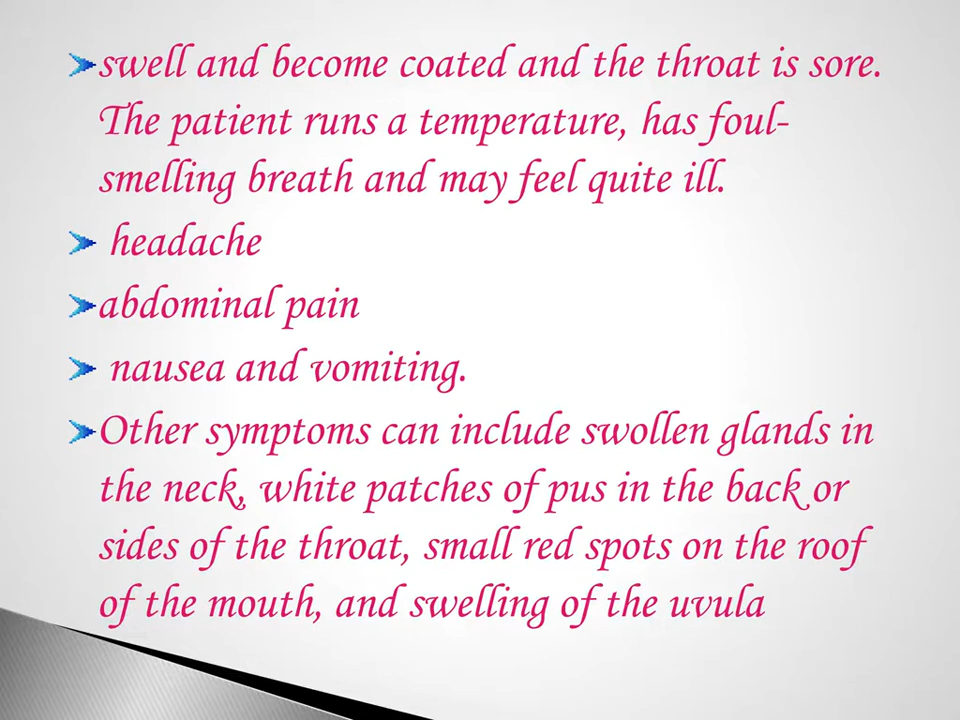 swell and become coated and the throat is sore.
The patient runs a temperature, has foul-
smelling breath and may feel quite ill.
headache
abdominal pain
nausea and vomiting.
Other symptoms can include swollen glands in
the neck, white patches of pus in the back or
sides of the throat, small red spots on the roof
of the mouth, and swelling of the uvula